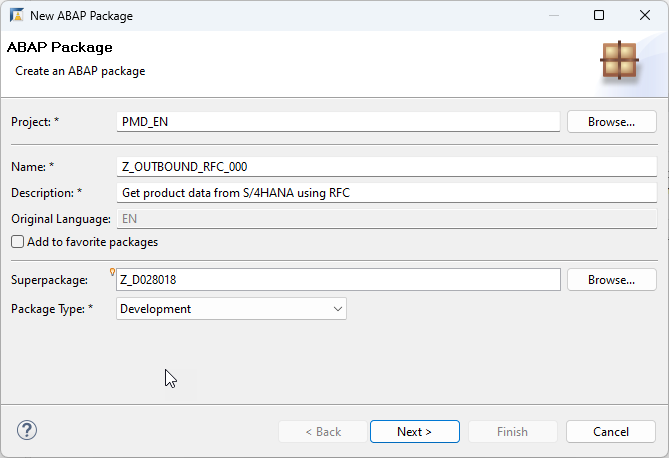 New ABAP Package
ABAP Package
Create an ABAP package
Project: * PMD_EN Browse...
Name: * Z_OUTBOUND_RFC_000
Description: * Get product data from S/4HANA using RFC
Original Language: EN
Add to favorite packages
Superpackage: Z_D028018 Browse...
Package Type: * Development
? < Back Next > Finish Cancel